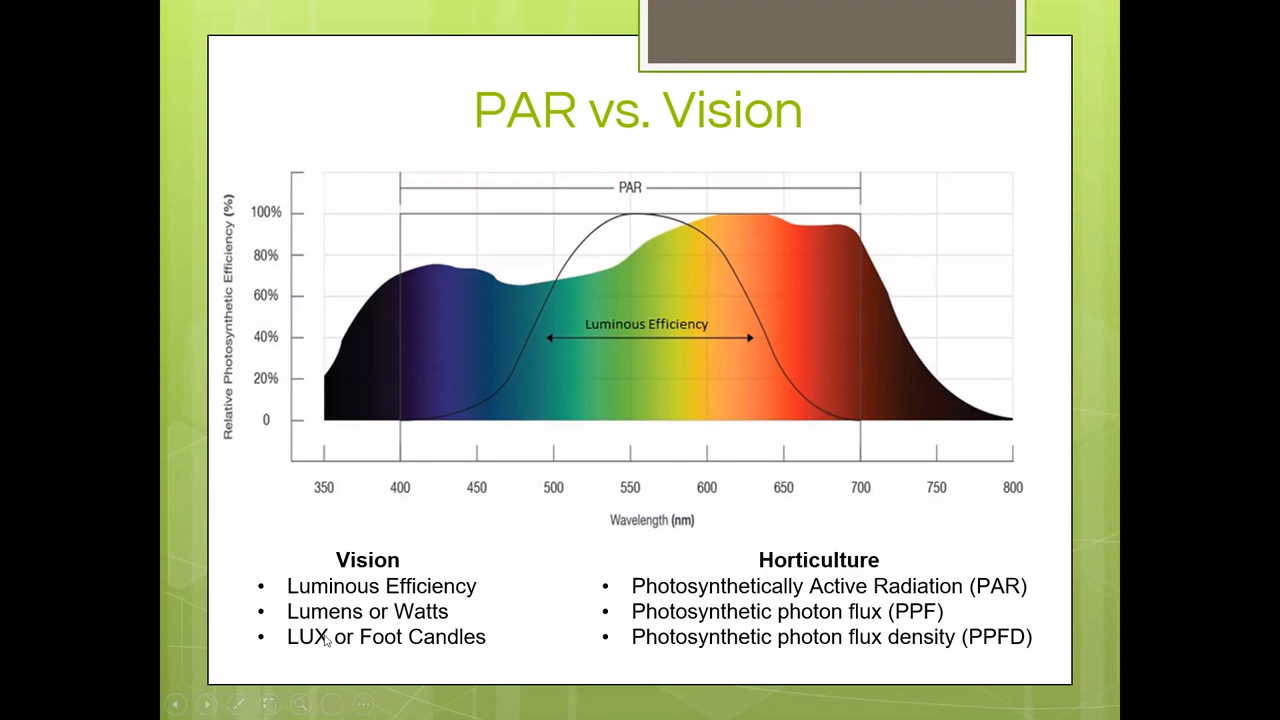 PAR vs. Vision
PAR
Relative Photosynthetic Efficiency (%)
100%
80%
60%
40%
20%
0
Luminous Efficiency
350 400 450 500 550 600 650 700 750 800
Wavelength (nm)
Vision
• Luminous Efficiency
• Lumens or Watts
• LUX or Foot Candles
Horticulture
• Photosynthetically Active Radiation (PAR)
• Photosynthetic photon flux (PPF)
• Photosynthetic photon flux density (PPFD)